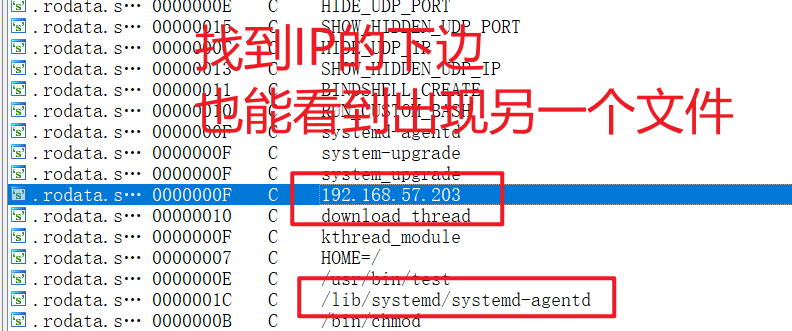 .rodata.s… 0000000E C HIDE_UDP_PORT
.rodata.s… 00000015 C SHOW_HIDDEN_UDP_PORT
.rodata.s… C HIDE_UDP_IP
找到IP的下边
.rodata.s… 00000013 C SHOW_HIDDEN_UDP_IP
.rodata.s… 00000011 C BINDSHELL_CREATE
也能看到出现另一个文件
.rodata.s… 00000010 C RUN_CUSTOM_BASH
.rodata.s… 0000000F C systemd-agentd
.rodata.s… 0000000F C system-upgrade
.rodata.s… 0000000F C system_upgrade
.rodata.s… 0000000F C 192.168.57.203
.rodata.s… 00000010 C download_thread
.rodata.s… 0000000F C kthread_module
.rodata.s… 00000007 C HOME=/
.rodata.s… 0000000E C /usr/bin/test
.rodata.s… 0000001C C /lib/systemd/systemd-agentd
.rodata.s… 0000000B C /bin/chmod